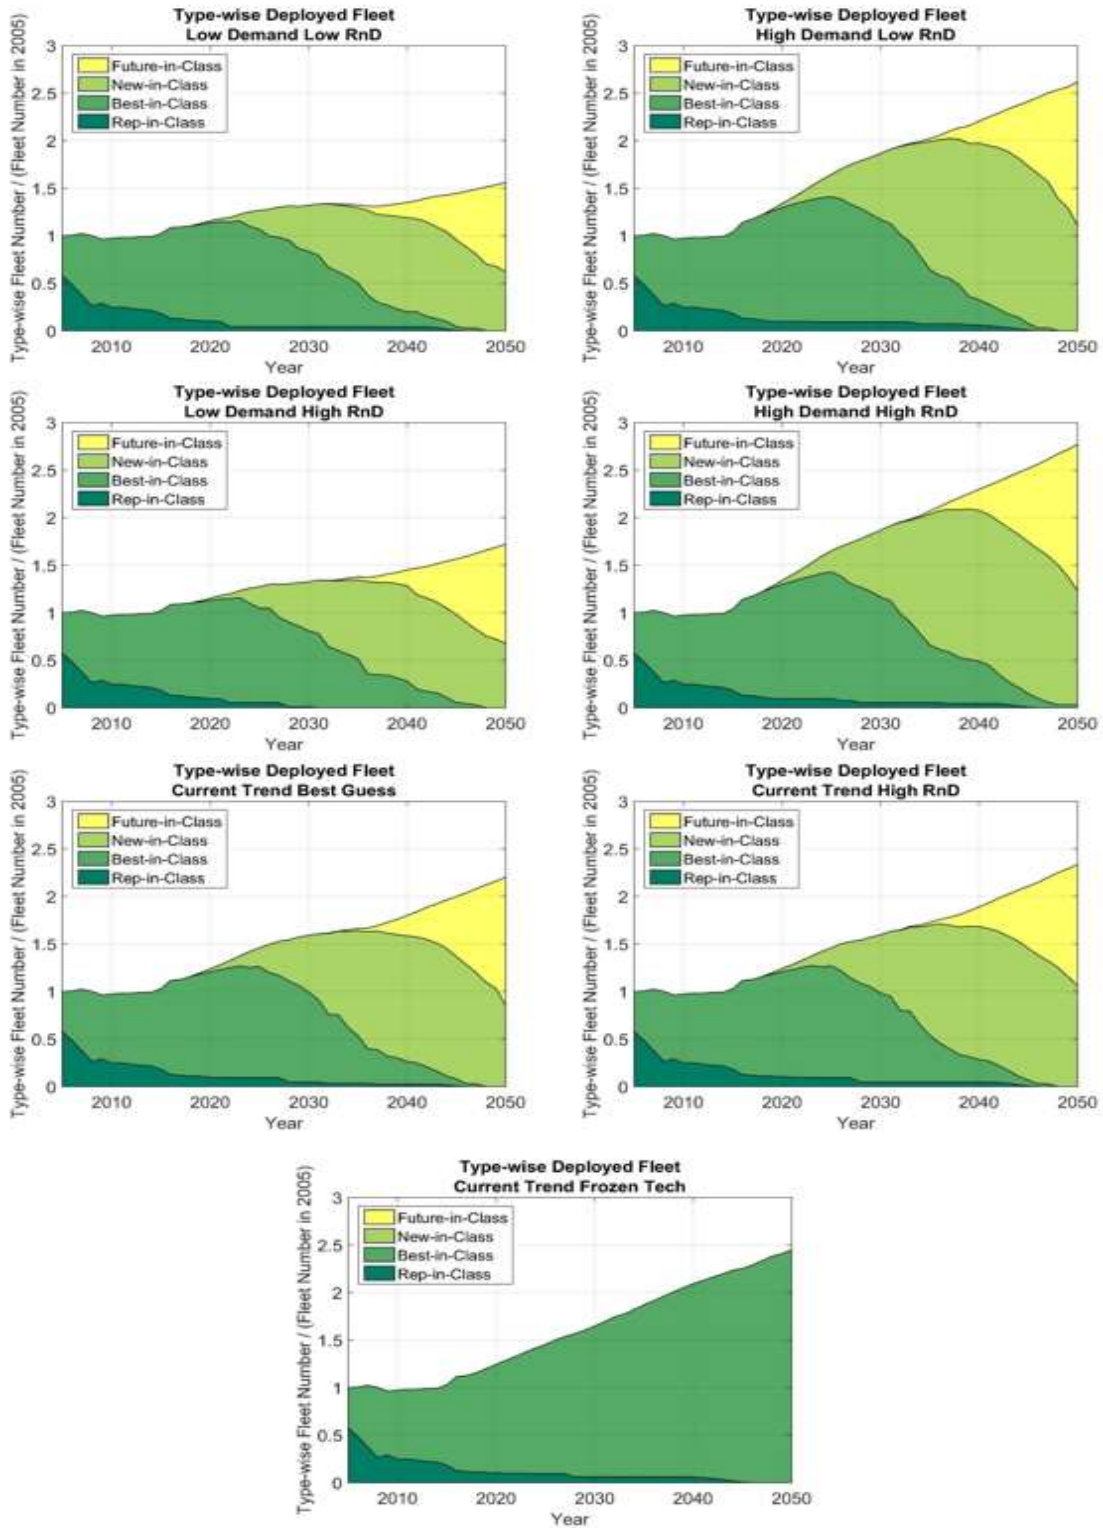 Type-wise Deployed Fleet
Low Demand Low RnD
Type-wise Fleet Number / (Fleet Number in 2005)
3
2.5
2
1.5
1
0.5
0
Future-in-Class
New-in-Class
Best-in-Class
Rep-in-Class
2010 2020 2030 2040 2050
Year
Type-wise Deployed Fleet
High Demand Low RnD
Type-wise Fleet Number / (Fleet Number in 2005)
3
2.5
2
1.5
1
0.5
0
Future-in-Class
New-in-Class
Best-in-Class
Rep-in-Class
2010 2020 2030 2040 2050
Year
Type-wise Deployed Fleet
Low Demand High RnD
Type-wise Fleet Number / (Fleet Number in 2005)
3
2.5
2
1.5
1
0.5
0
Future-in-Class
New-in-Class
Best-in-Class
Rep-in-Class
2010 2020 2030 2040 2050
Year
Type-wise Deployed Fleet
High Demand High RnD
Type-wise Fleet Number / (Fleet Number in 2005)
3
2.5
2
1.5
1
0.5
0
Future-in-Class
New-in-Class
Best-in-Class
Rep-in-Class
2010 2020 2030 2040 2050
Year
Type-wise Deployed Fleet
Current Trend Best Guess
Type-wise Fleet Number / (Fleet Number in 2005)
3
2.5
2
1.5
1
0.5
0
Future-in-Class
New-in-Class
Best-in-Class
Rep-in-Class
2010 2020 2030 2040 2050
Year
Type-wise Deployed Fleet
Current Trend High RnD
Type-wise Fleet Number / (Fleet Number in 2005)
3
2.5
2
1.5
1
0.5
0
Future-in-Class
New-in-Class
Best-in-Class
Rep-in-Class
2010 2020 2030 2040 2050
Year
Type-wise Deployed Fleet
Current Trend Frozen Tech
Type-wise Fleet Number / (Fleet Number in 2005)
3
2.5
2
1.5
1
0.5
0
Future-in-Class
New-in-Class
Best-in-Class
Rep-in-Class
2010 2020 2030 2040 2050
Year